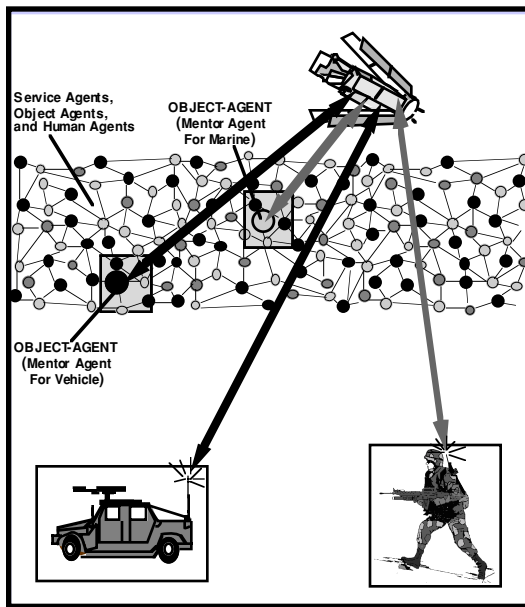 Service Agents,
Object Agents,
and Human Agents
OBJECT-AGENT
(Mentor Agent
For Marine)
OBJECT-AGENT
(Mentor Agent
For Vehicle)